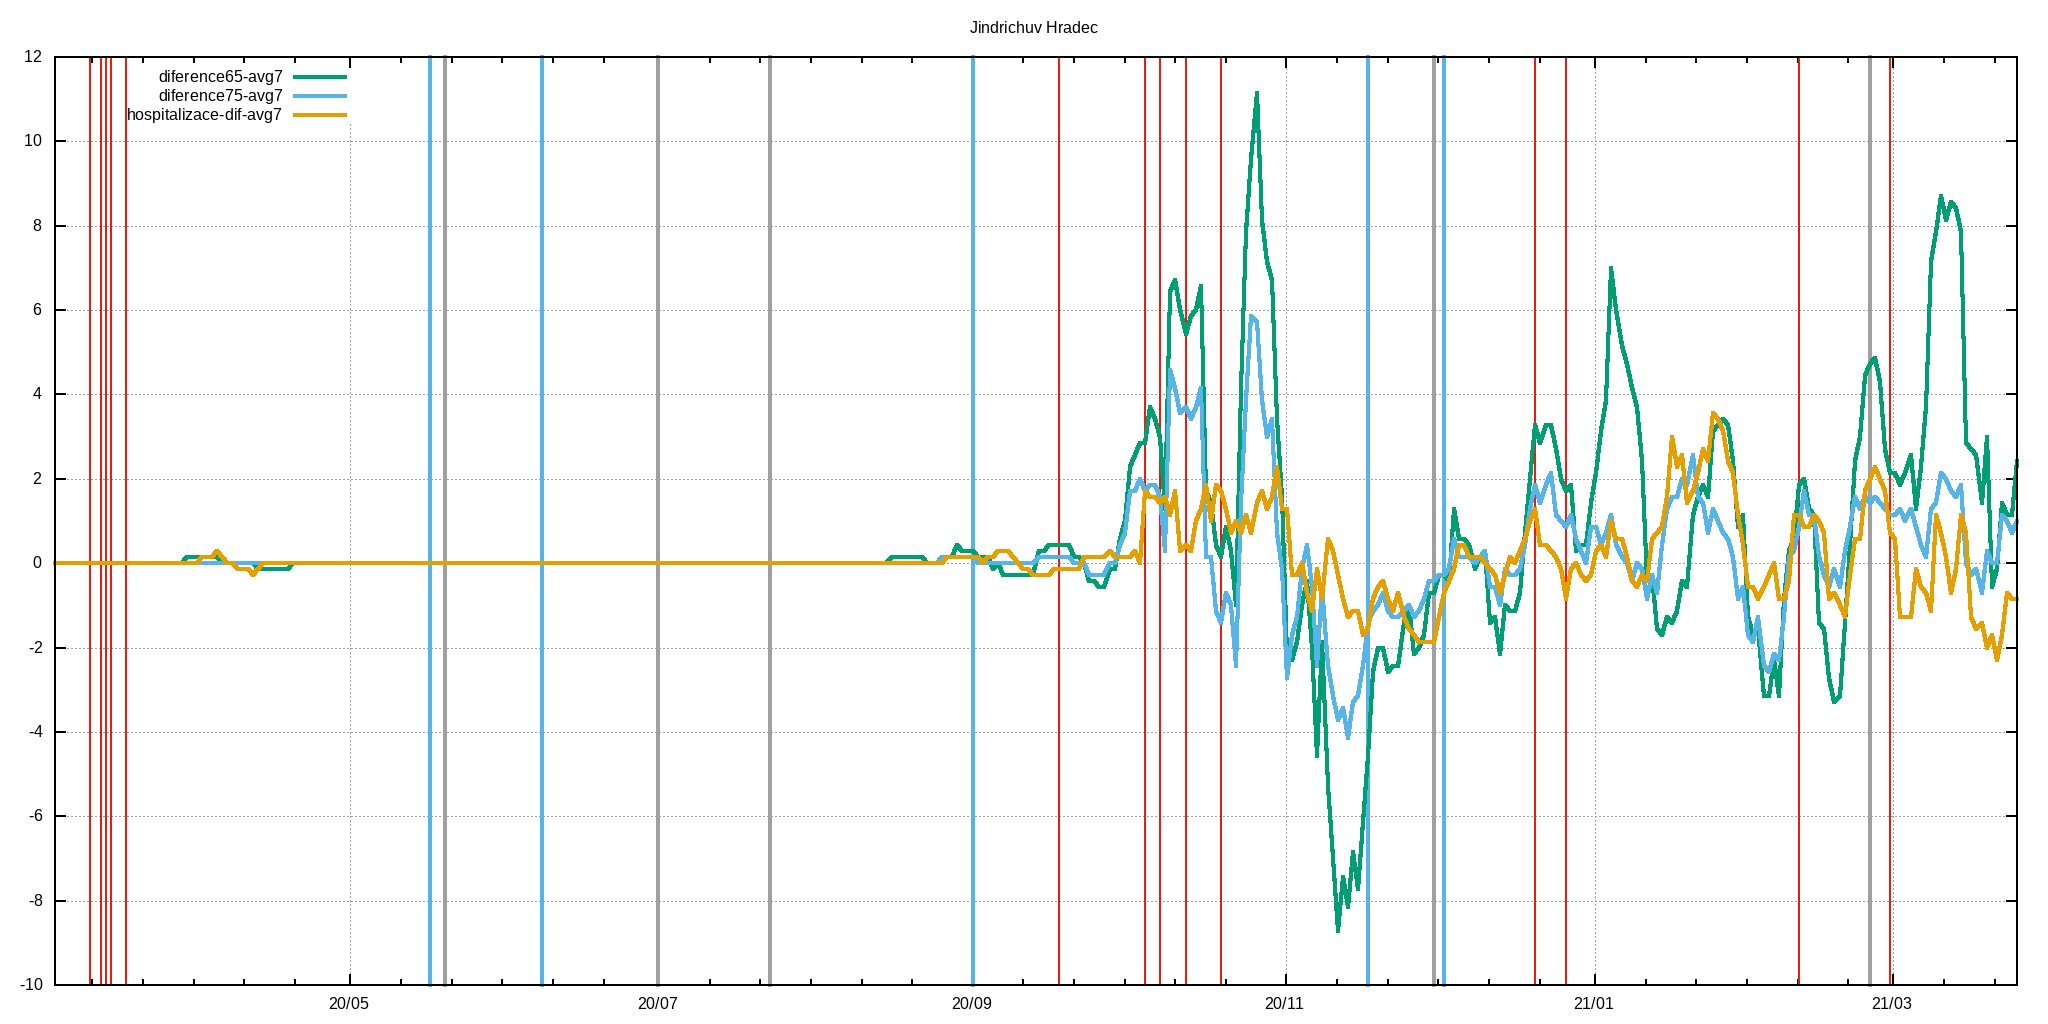 Jindrichuv Hradec
12
diference65-avg7
diference75-avg7
hospitalizace-dif-avg7
10
8
6
4
2
0
-2
-4
-6
-8
-10
20/05 20/07 20/09 20/11 21/01 21/03